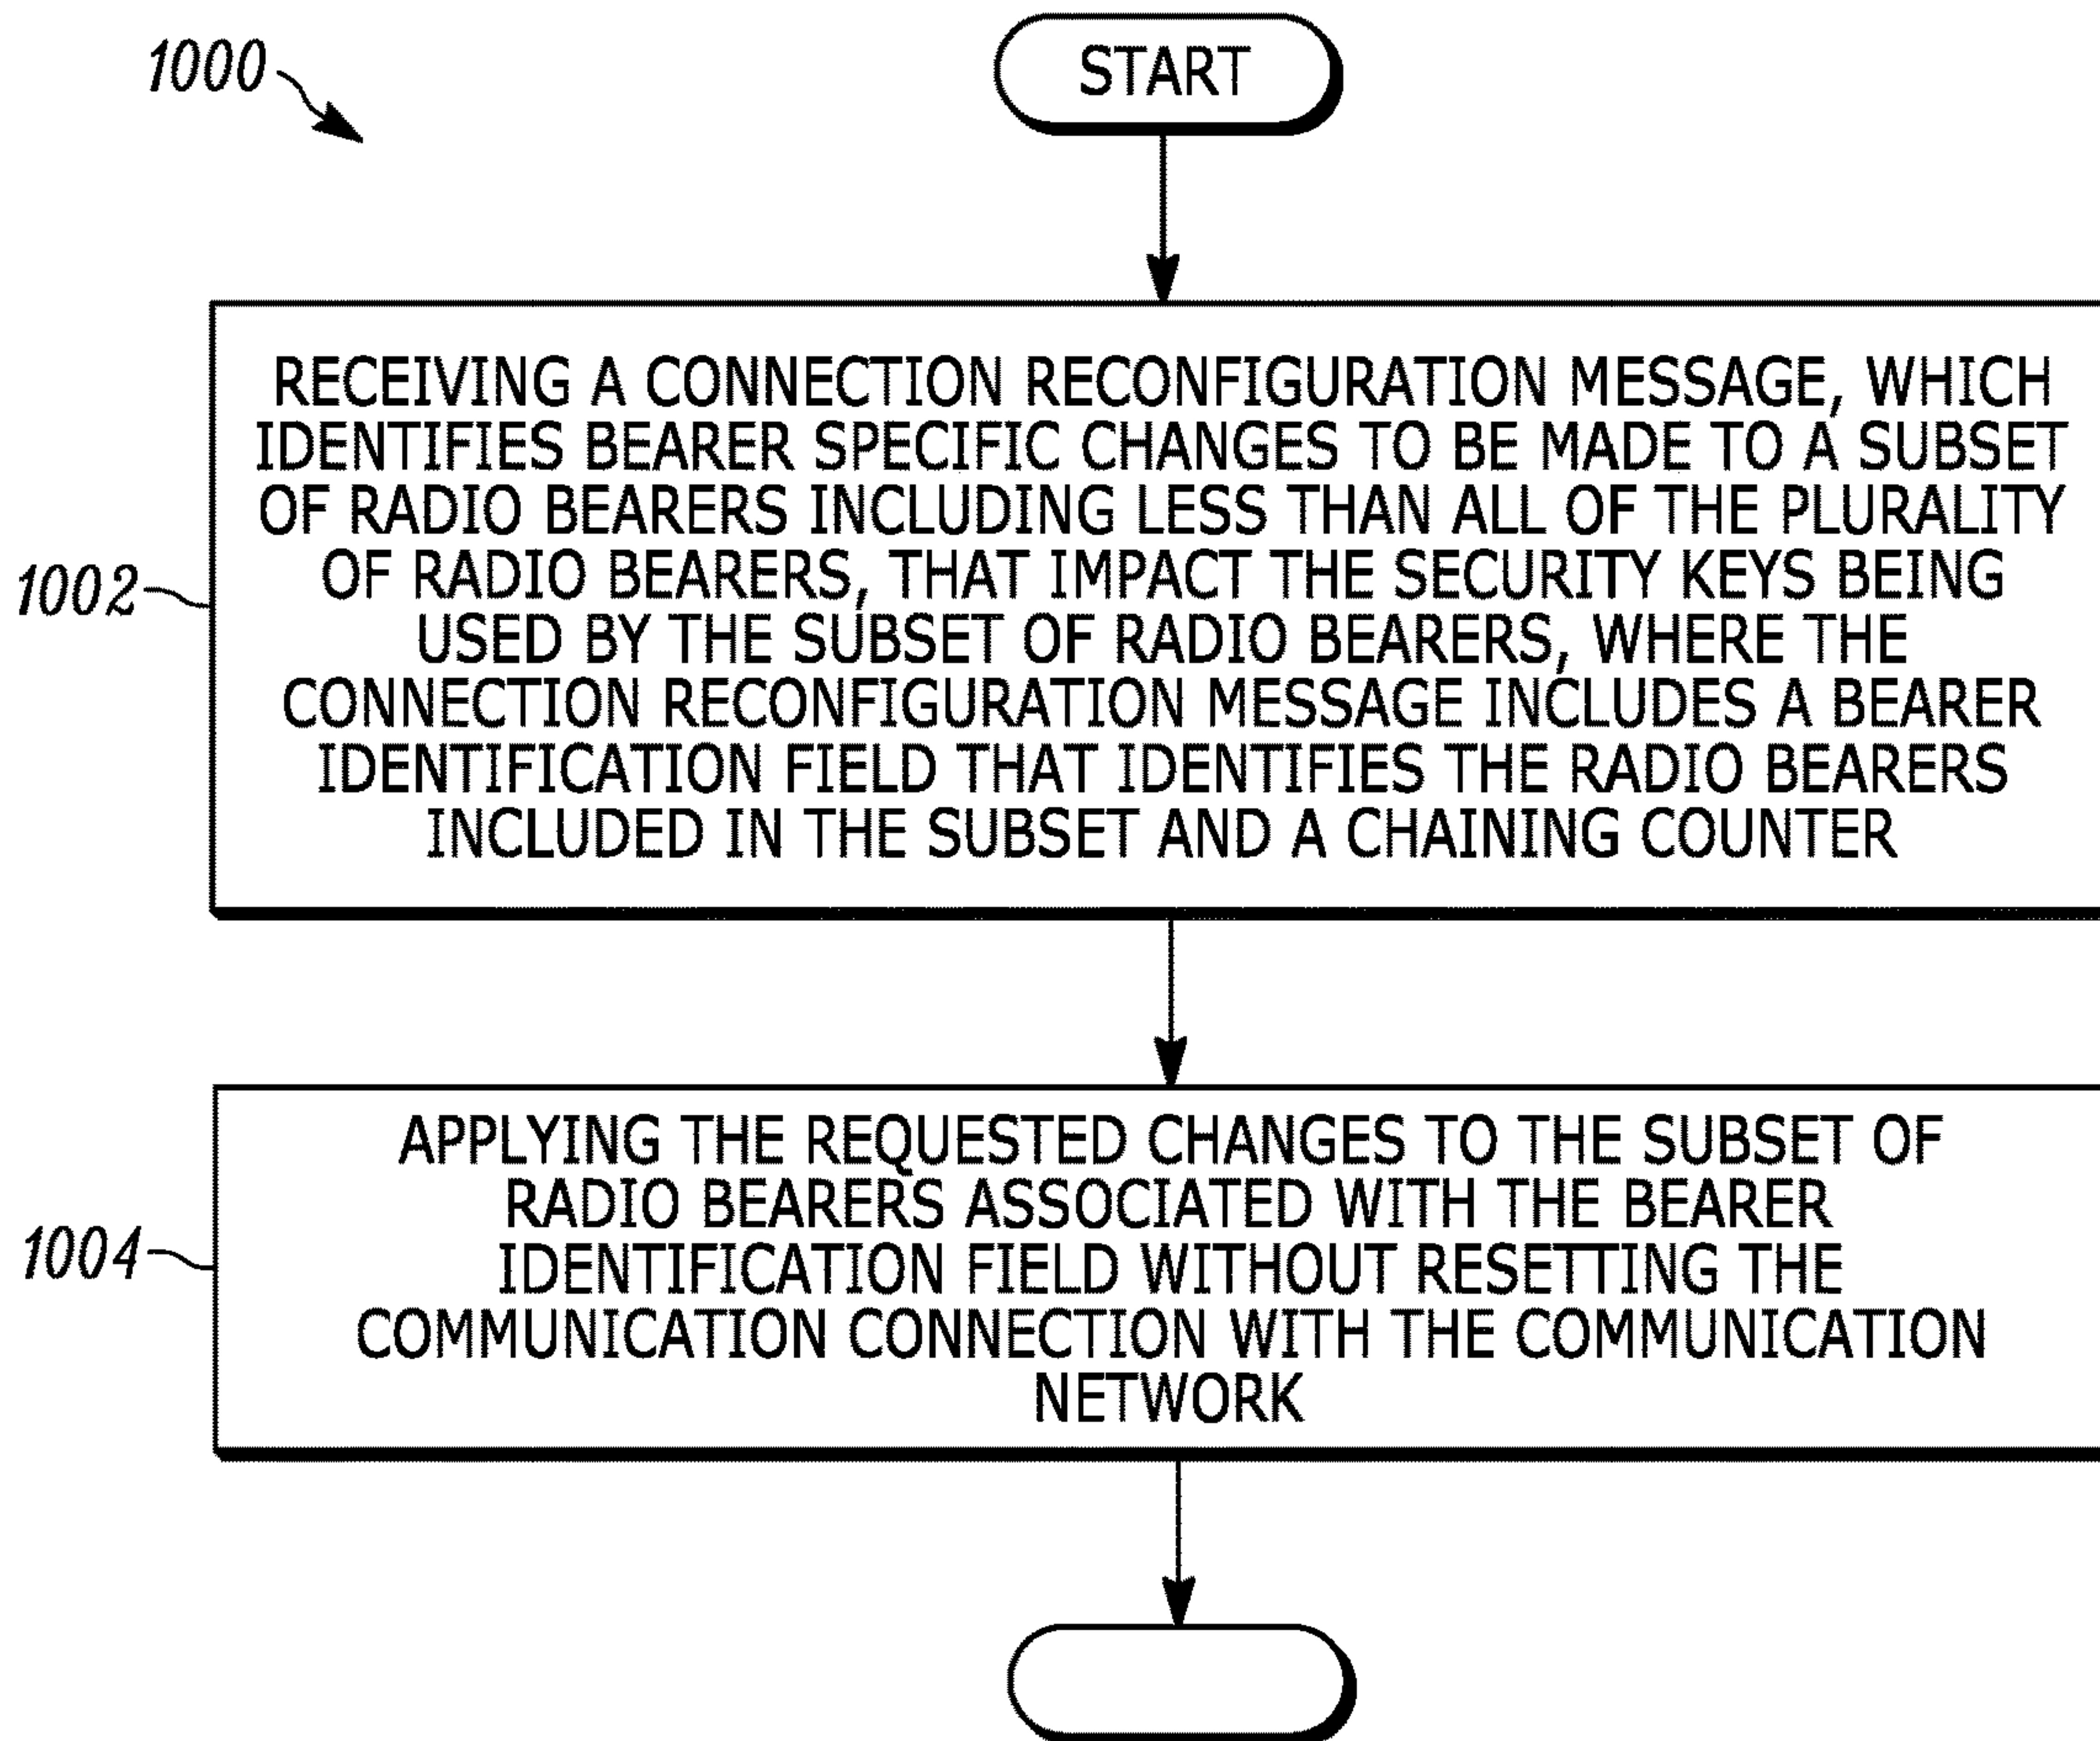 1000
START
RECEIVING A CONNECTION RECONFIGURATION MESSAGE, WHICH
IDENTIFIES BEARER SPECIFIC CHANGES TO BE MADE TO A SUBSET
OF RADIO BEARERS INCLUDING LESS THAN ALL OF THE PLURALITY
OF RADIO BEARERS, THAT IMPACT THE SECURITY KEYS BEING
USED BY THE SUBSET OF RADIO BEARERS, WHERE THE
CONNECTION RECONFIGURATION MESSAGE INCLUDES A BEARER
IDENTIFICATION FIELD THAT IDENTIFIES THE RADIO BEARERS
INCLUDED IN THE SUBSET AND A CHAINING COUNTER
1002
APPLYING THE REQUESTED CHANGES TO THE SUBSET OF
RADIO BEARERS ASSOCIATED WITH THE BEARER
IDENTIFICATION FIELD WITHOUT RESETTING THE
COMMUNICATION CONNECTION WITH THE COMMUNICATION
NETWORK
1004